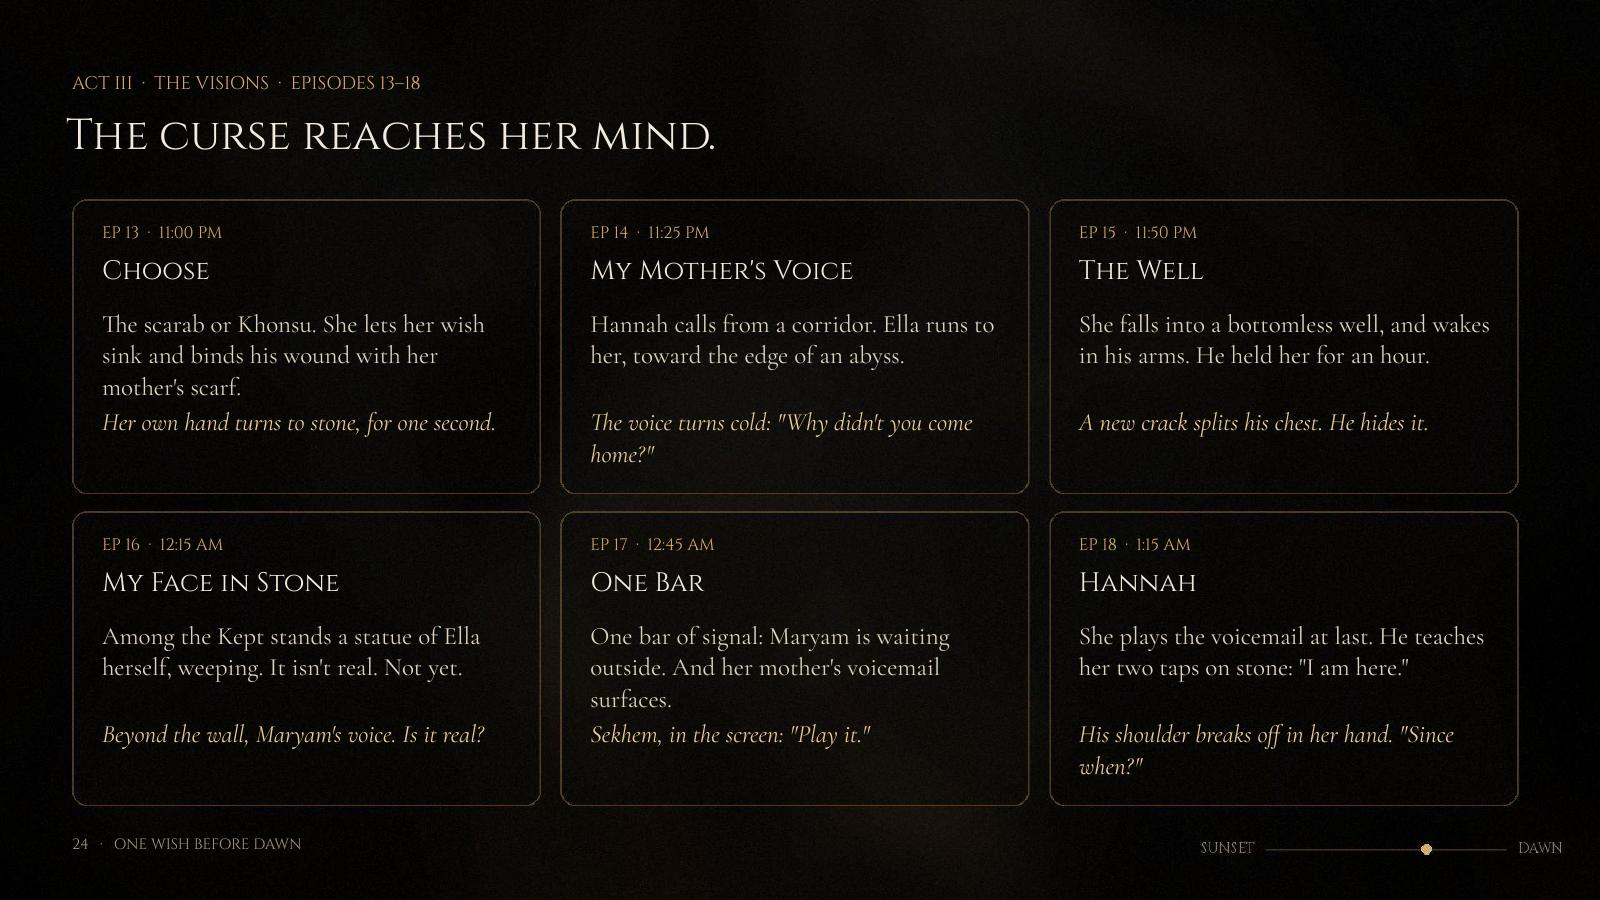 ACT III · THE VISIONS · EPISODES 13–18
THE CURSE REACHES HER MIND.
EP 13 · 11:00 PM
CHOOSE
The scarab or Khonsu. She lets her wish
sink and binds his wound with her
mother's scarf.
Her own hand turns to stone, for one second.
EP 14 · 11:25 PM
MY MOTHER'S VOICE
Hannah calls from a corridor. Ella runs to
her, toward the edge of an abyss.
The voice turns cold: "Why didn't you come
home?"
EP 15 · 11:50 PM
THE WELL
She falls into a bottomless well, and wakes
in his arms. He held her for an hour.
A new crack splits his chest. He hides it.
EP 16 · 12:15 AM
MY FACE IN STONE
Among the Kept stands a statue of Ella
herself, weeping. It isn't real. Not yet.
Beyond the wall, Maryam's voice. Is it real?
EP 17 · 12:45 AM
ONE BAR
One bar of signal: Maryam is waiting
outside. And her mother's voicemail
surfaces.
Sekhem, in the screen: "Play it."
EP 18 · 1:15 AM
HANNAH
She plays the voicemail at last. He teaches
her two taps on stone: "I am here."
His shoulder breaks off in her hand. "Since
when?"
24 · ONE WISH BEFORE DAWN
SUNSET
DAWN